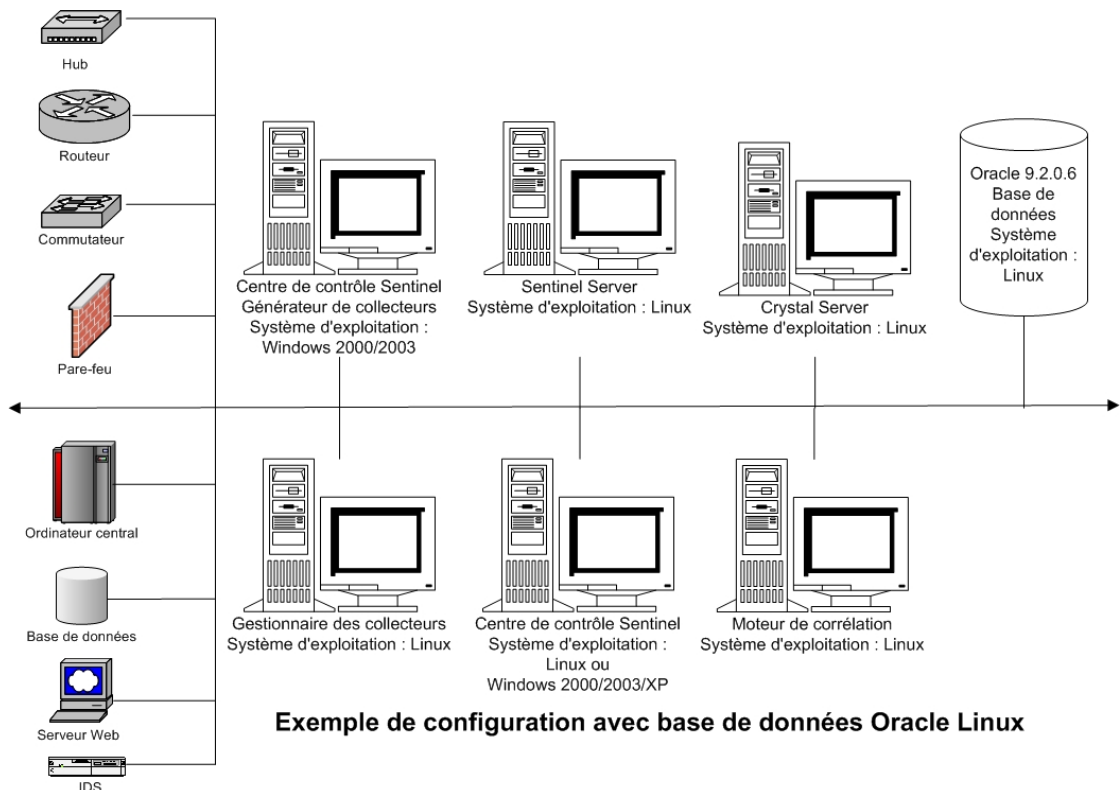 Hub
Routeur
Commutateur
Pare-feu
Centre de contrôle Sentinel
Générateur de collecteurs
Système d'exploitation :
Windows 2000/2003
Sentinel Server
Système d'exploitation : Linux
Crystal Server
Système d'exploitation : Linux
Oracle 9.2.0.6
Base de
données
Système
d'exploitation :
Linux
Ordinateur central
Base de données
Serveur Web
IDS
Gestionnaire des collecteurs
Système d'exploitation : Linux
Centre de contrôle Sentinel
Système d'exploitation :
Linux ou
Windows 2000/2003/XP
Moteur de corrélation
Système d'exploitation : Linux
Exemple de configuration avec base de données Oracle Linux